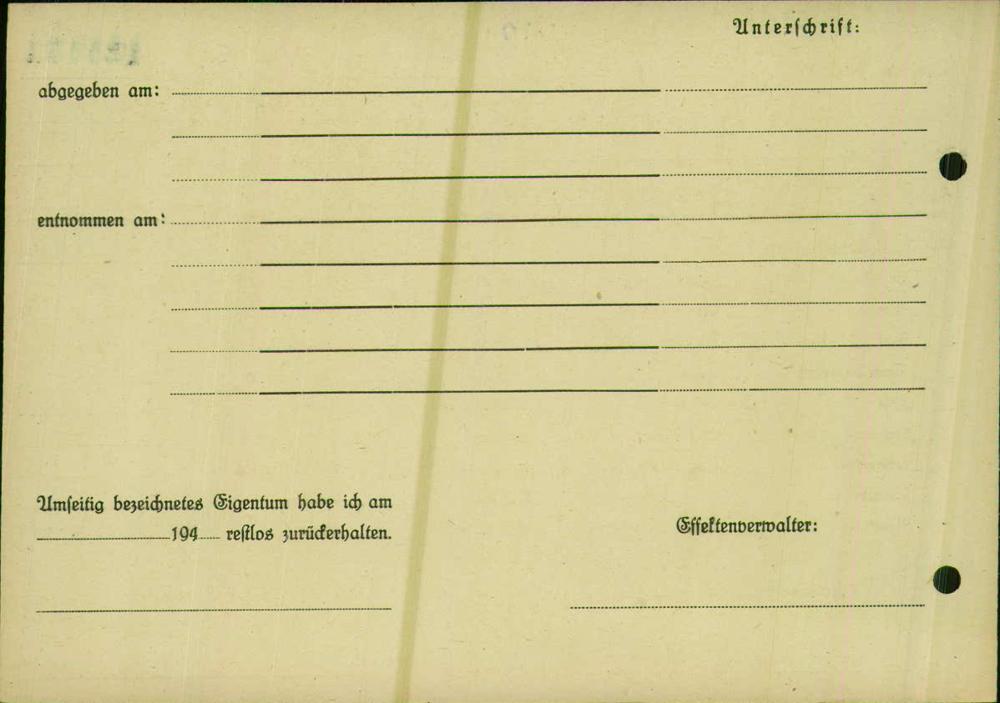 Unterschrift:
abgegeben am:
entnommen am:
Umseitig bezeichnetes Eigentum habe ich am
194 restlos zurückerhalten.
Effektenverwalter: